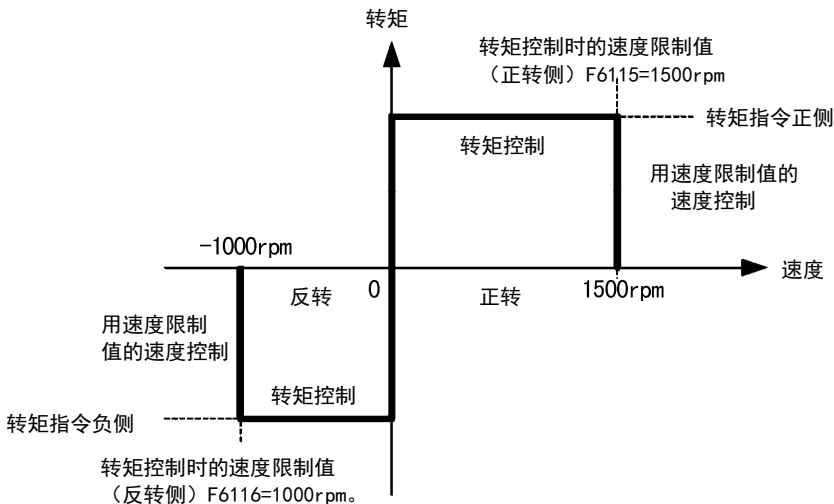 转矩
转矩控制时的速度限制值
（正转侧）F6115=1500rpm
转矩指令正侧
转矩控制
用速度限制值的
速度控制
-1000rpm
速度
反转
0
正转
1500rpm
用速度限制
值的速度控制
转矩控制
转矩指令负侧
转矩控制时的速度限制值
（反转侧）F6116=1000rpm。